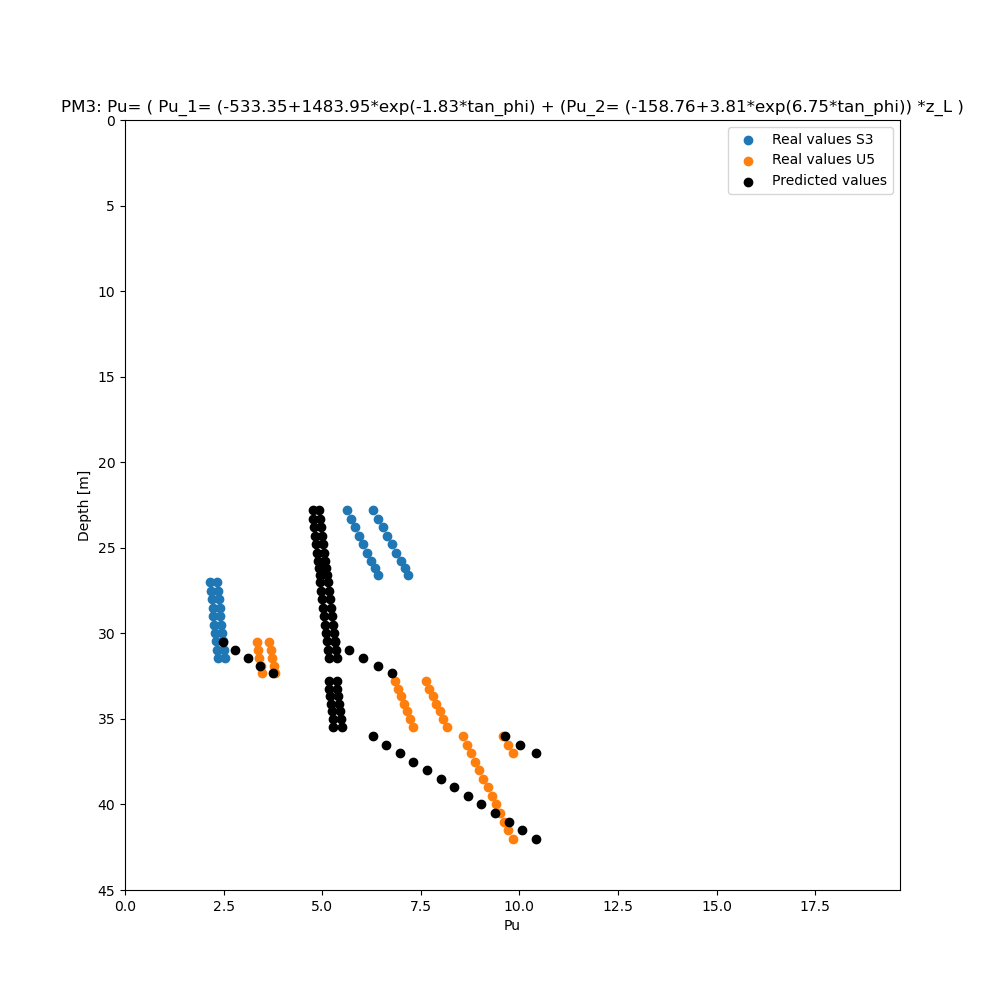 PM3: Pu= ( Pu_1= (-533.35+1483.95*exp(-1.83*tan_phi) + (Pu_2= (-158.76+3.81*exp(6.75*tan_phi)) *z_L )
Real values S3
Real values U5
Predicted values
0
5
10
15
20
25
30
35
40
45
Depth [m]
0.0 2.5 5.0 7.5 10.0 12.5 15.0 17.5
Pu